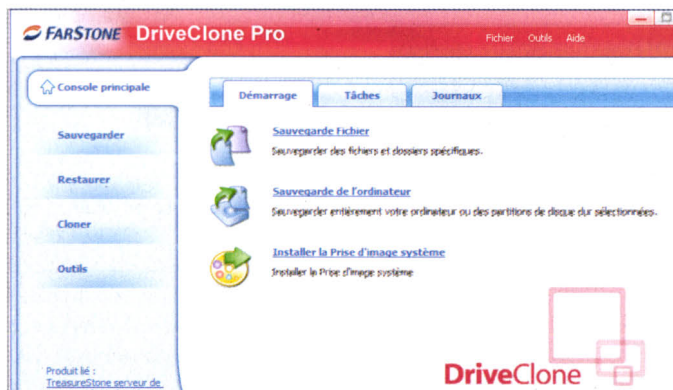 FARSTONE DriveClone Pro
Fichier Outils Aide
Console principale
Sauvegarder
Restaurer
Cloner
Outils
Produit lié :
TreasureStone serveur de
Démarrage Tâches Journaux
Sauvegarde Fichier
Sauvegarder des fichiers et dossiers spécifiques.
Sauvegarde de l'ordinateur
Sauvegarder entièrement votre ordinateur ou des partitions de disque dur sélectionnées.
Installer la Prise d'image système
Installer la Prise d'image système
DriveClone